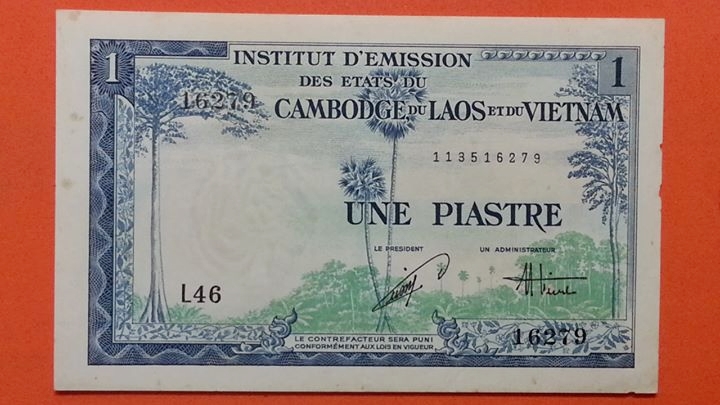 1
INSTITUT D'EMISSION
1
DES ETATS DU
16279
CAMBODGE, DU LAOS ET DU VIETNAM
113516279
UNE PIASTRE
LE PRESIDENT
UN ADMINISTRATEUR
L46
16279
LE CONTREFACTEUR SERA PUNI
CONFORMÉMENT AUX LOIS EN VIGUEUR